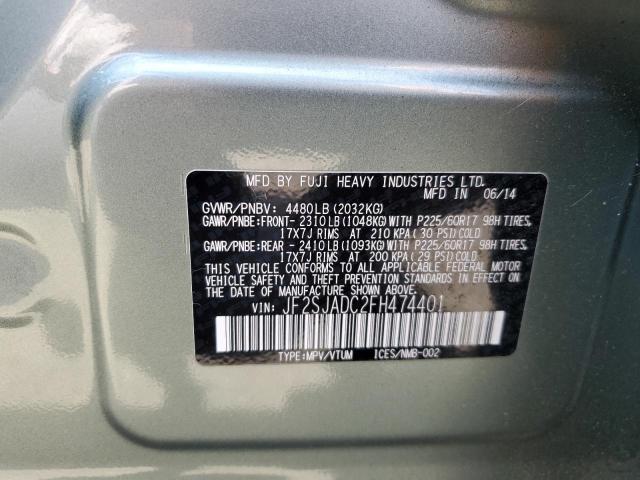 MFD BY FUJI HEAVY INDUSTRIES LTD.
MFD IN 06/14
GVWR/PNBV: 4480LB(2032KG)
GAWR/PNBE:FRONT- 2310LB(1048KG)WITH P225/60R17 98H TIRES,
17X7J RIMS AT 210 KPA(30 PSI)COLD
GAWR/PNBE:REAR - 2410LB(1093KG)WITH P225/60R17 98H TIRES,
17X7J RIMS AT 200 KPA(29 PSI)COLD
THIS VEHICLE CONFORMS TO ALL APPLICABLE FEDERAL MOTOR
VEHICLE SAFETY AND THEFT PREVENTION STANDARDS IN EFFECT ON
THE DATE OF MANUFACTURE SHOWN ABOVE.
VIN: JF2SJADC2FH474401
TYPE:MPV/VTUM ICES/NMB-002